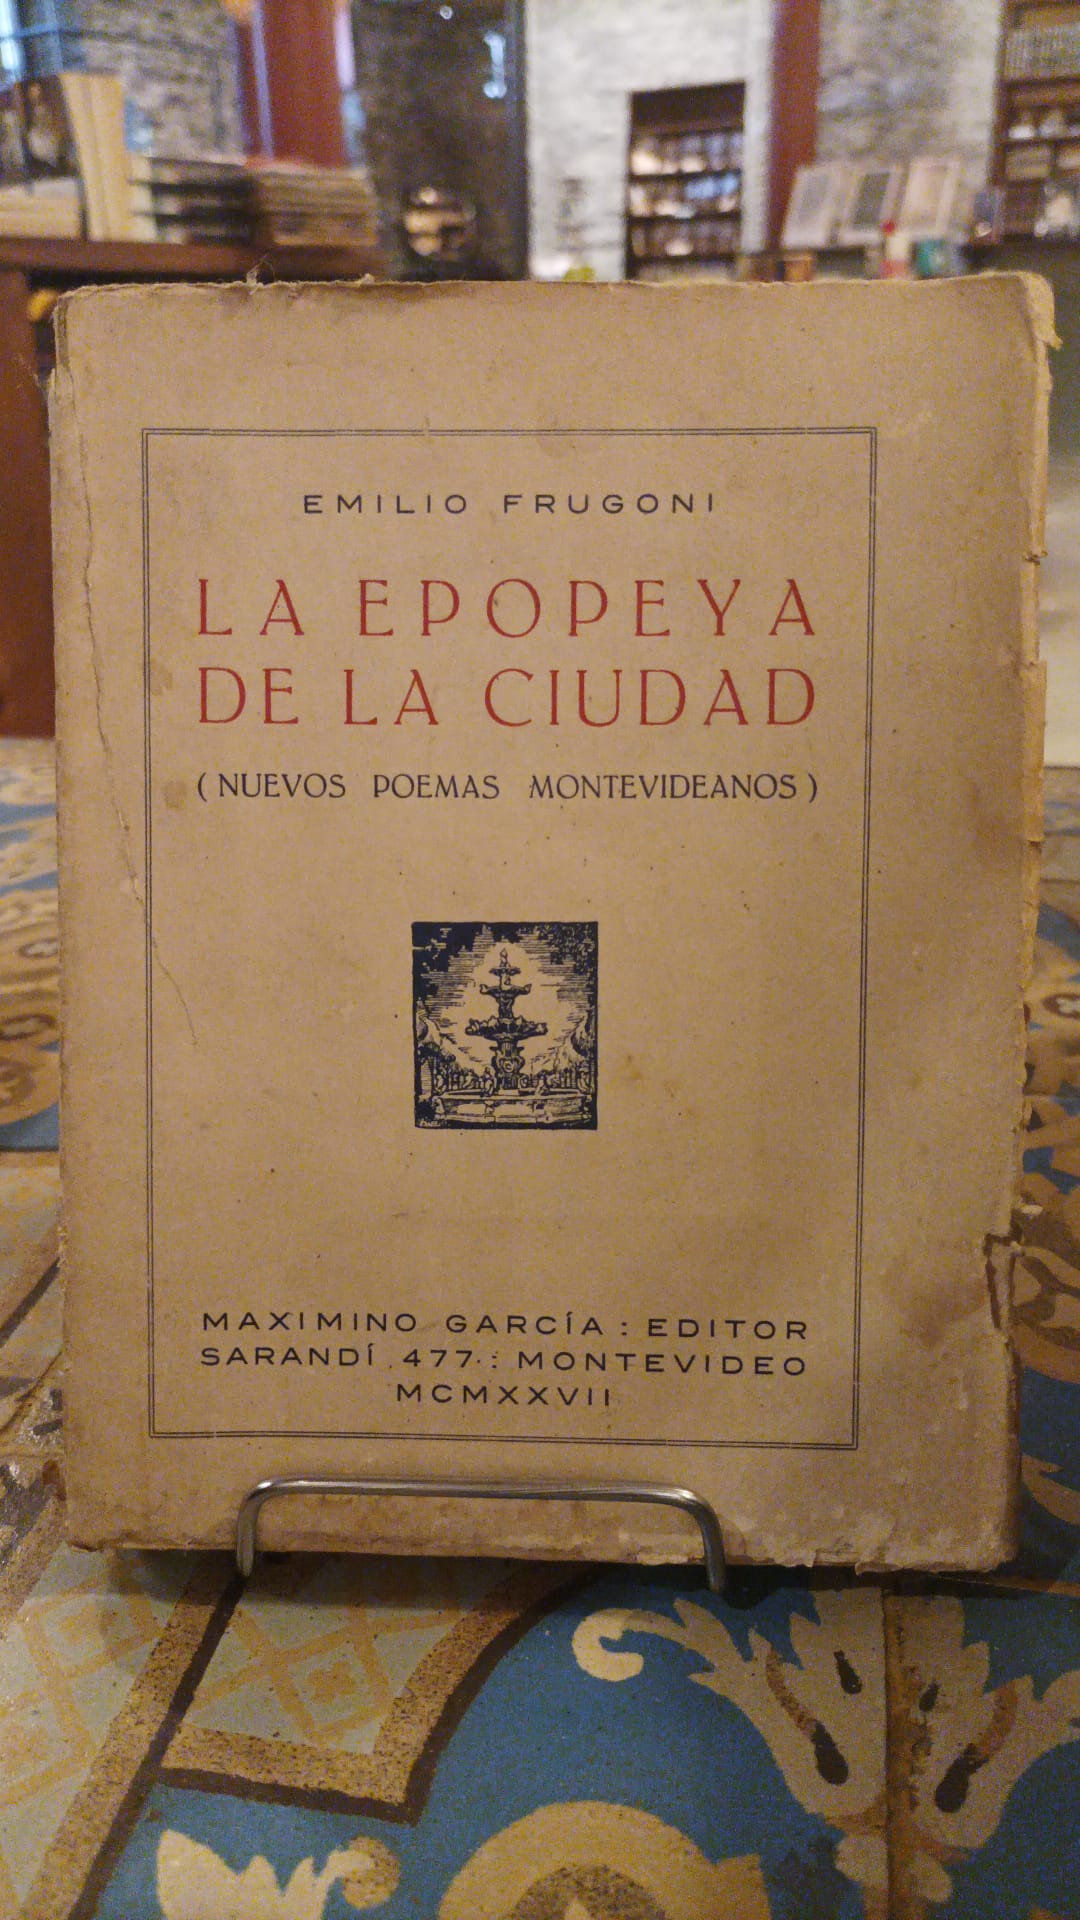 EMILIO FRUGONI
LA EPOPEYA
DE LA CIUDAD
(NUEVOS POEMAS MONTEVIDEANOS)
MAXIMINO GARCÍA : EDITOR
SARANDÍ 477 : MONTEVIDEO
MCMXXVII